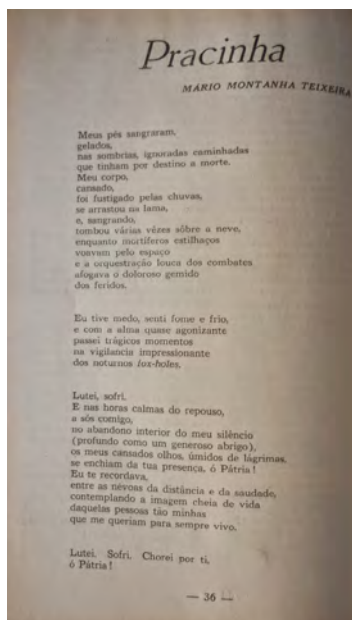 Pracinha
MÁRIO MONTANHA TEIXEIRA
Meus pés sangraram,
gelados,
nas sombrias, ignoradas caminhadas
que tinham por destino a morte.
Meu corpo,
cansado,
foi fustigado pelas chuvas,
se arrastou na lama,
e, sangrando,
tombou várias vêzes sôbre a neve,
enquanto mortíferos estilhaços
voavam pelo espaço
e a orquestração louca dos combates
afogava o doloroso gemido
dos feridos.
Eu tive medo, senti fome e frio,
e com a alma quase agonizante
passei trágicos momentos
na vigilancia impressionante
dos noturnos fox-holes.
Lutei, sofri.
E nas horas calmas do repouso,
a sós comigo,
no abandono interior do meu silêncio
(profundo como um generoso abrigo),
os meus cansados olhos, úmidos de lágrimas,
se enchiam da tua presença, ó Pátria!
Eu te recordava,
entre as névoas da distância e da saudade,
contemplando a imagem cheia de vida
daquelas pessoas tão minhas
que me queriam para sempre vivo.
Lutei. Sofri. Chorei por ti,
ó Pátria!
— 36 —